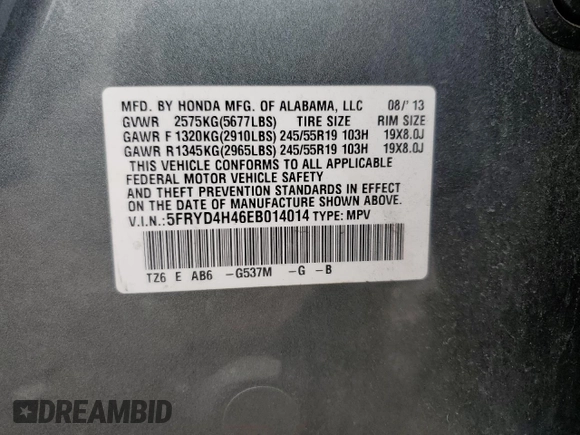 MFD. BY HONDA MFG. OF ALABAMA, LLC 08/'13
GVWR 2575KG(5677LBS) TIRE SIZE RIM SIZE
GAWR F 1320KG(2910LBS) 245/55R19 103H 19X8.0J
GAWR R 1345KG(2965LBS) 245/55R19 103H 19X8.0J
THIS VEHICLE CONFORMS TO ALL APPLICABLE
FEDERAL MOTOR VEHICLE SAFETY
AND THEFT PREVENTION STANDARDS IN EFFECT
ON THE DATE OF MANUFACTURE SHOWN ABOVE.
V.I.N.: 5FRYD4H46EB014014 TYPE: MPV
TZ6 E AB6 -G537M -G -B
DREAMBID